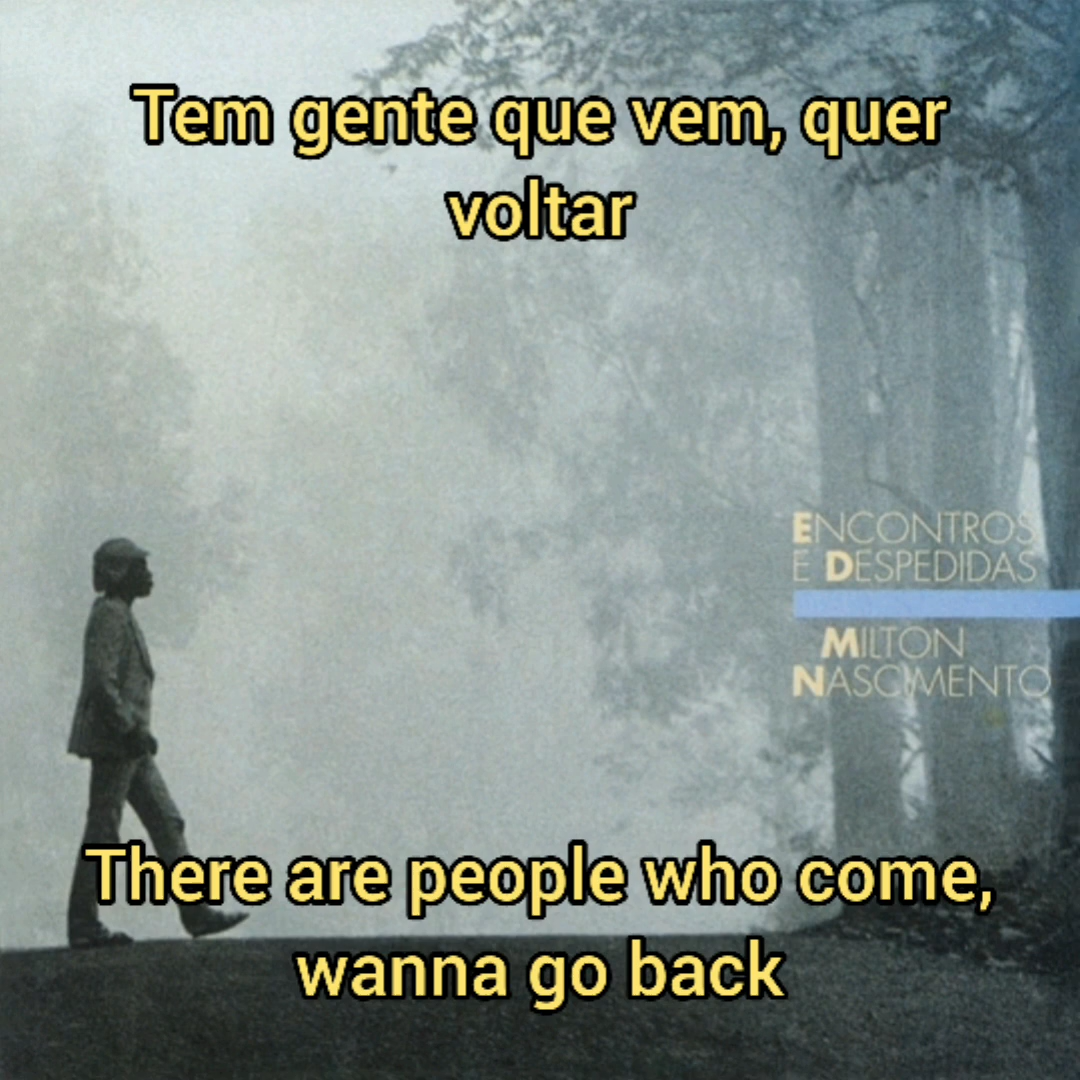 Tem gente que vem, quer
voltar
ENCONTROS
E DESPEDIDAS
MILTON
NASCIMENTO
There are people who come,
wanna go back